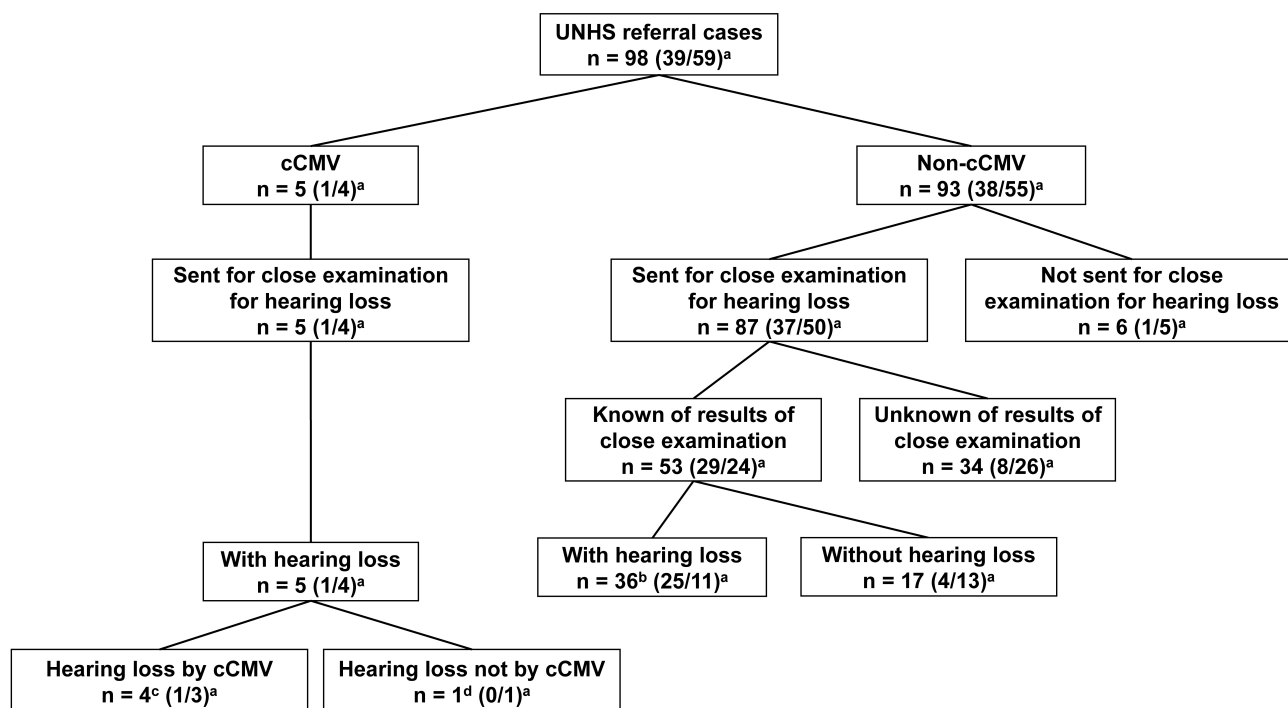 UNHS referral cases
n = 98 (39/59)ᵃ
cCMV
n = 5 (1/4)ᵃ
Non-cCMV
n = 93 (38/55)ᵃ
Sent for close examination
for hearing loss
n = 5 (1/4)ᵃ
Sent for close examination
for hearing loss
n = 87 (37/50)ᵃ
Not sent for close
examination for hearing loss
n = 6 (1/5)ᵃ
Known of results of
close examination
n = 53 (29/24)ᵃ
Unknown of results of
close examination
n = 34 (8/26)ᵃ
With hearing loss
n = 5 (1/4)ᵃ
With hearing loss
n = 36ᵇ (25/11)ᵃ
Without hearing loss
n = 17 (4/13)ᵃ
Hearing loss by cCMV
n = 4ᶜ (1/3)ᵃ
Hearing loss not by cCMV
n = 1ᵈ (0/1)ᵃ